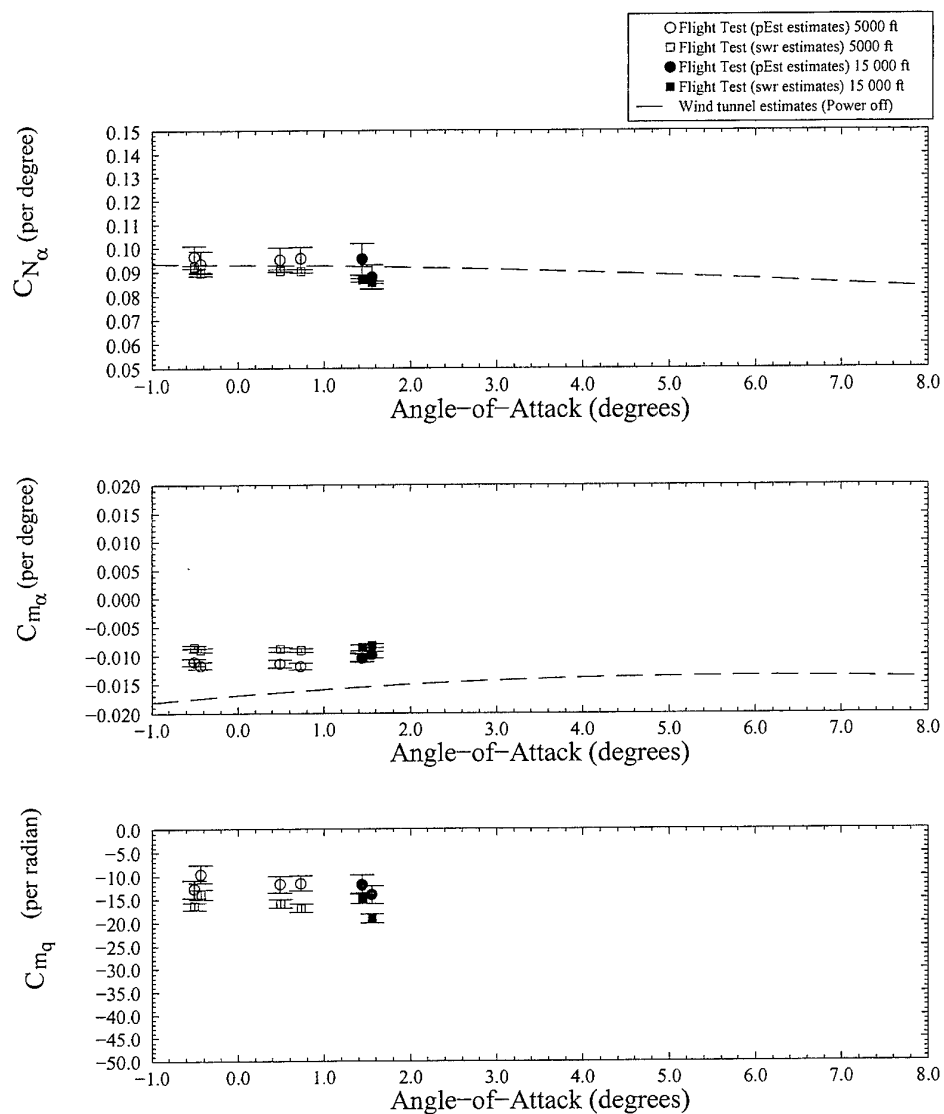 Flight Test (pEst estimates) 5000 ft
Flight Test (swr estimates) 5000 ft
Flight Test (pEst estimates) 15 000 ft
Flight Test (swr estimates) 15 000 ft
Wind tunnel estimates (Power off)
C_Nα (per degree)
0.15
0.14
0.13
0.12
0.11
0.10
0.09
0.08
0.07
0.06
0.05
−1.0 0.0 1.0 2.0 3.0 4.0 5.0 6.0 7.0 8.0
Angle−of−Attack (degrees)
C_mα (per degree)
0.020
0.015
0.010
0.005
0.000
−0.005
−0.010
−0.015
−0.020
−1.0 0.0 1.0 2.0 3.0 4.0 5.0 6.0 7.0 8.0
Angle−of−Attack (degrees)
C_mq (per radian)
0.0
−5.0
−10.0
−15.0
−20.0
−25.0
−30.0
−35.0
−40.0
−45.0
−50.0
−1.0 0.0 1.0 2.0 3.0 4.0 5.0 6.0 7.0 8.0
Angle−of−Attack (degrees)